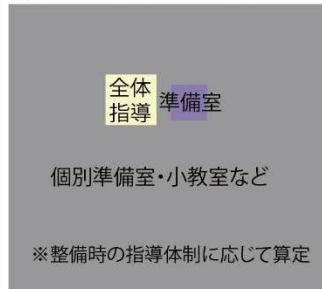 全体
指導
準備室
個別準備室・小教室など
※整備時の指導体制に応じて算定